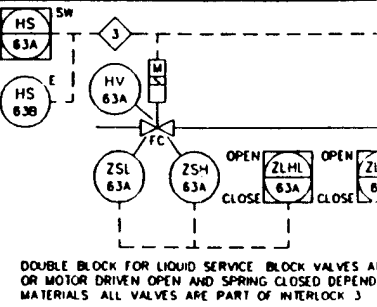 HS
63A
SW
3
HS
63B
E
HV
63A
M
S
FC
ZSL
63A
ZSH
63A
OPEN
ZLHL
63A
CLOSE
OPEN
CLOSE
DOUBLE BLOCK FOR LIQUID SERVICE BLOCK VALVES
OR MOTOR DRIVEN OPEN AND SPRING CLOSED
MATERIALS ALL VALVES ARE PART OF INTERLOCK 3